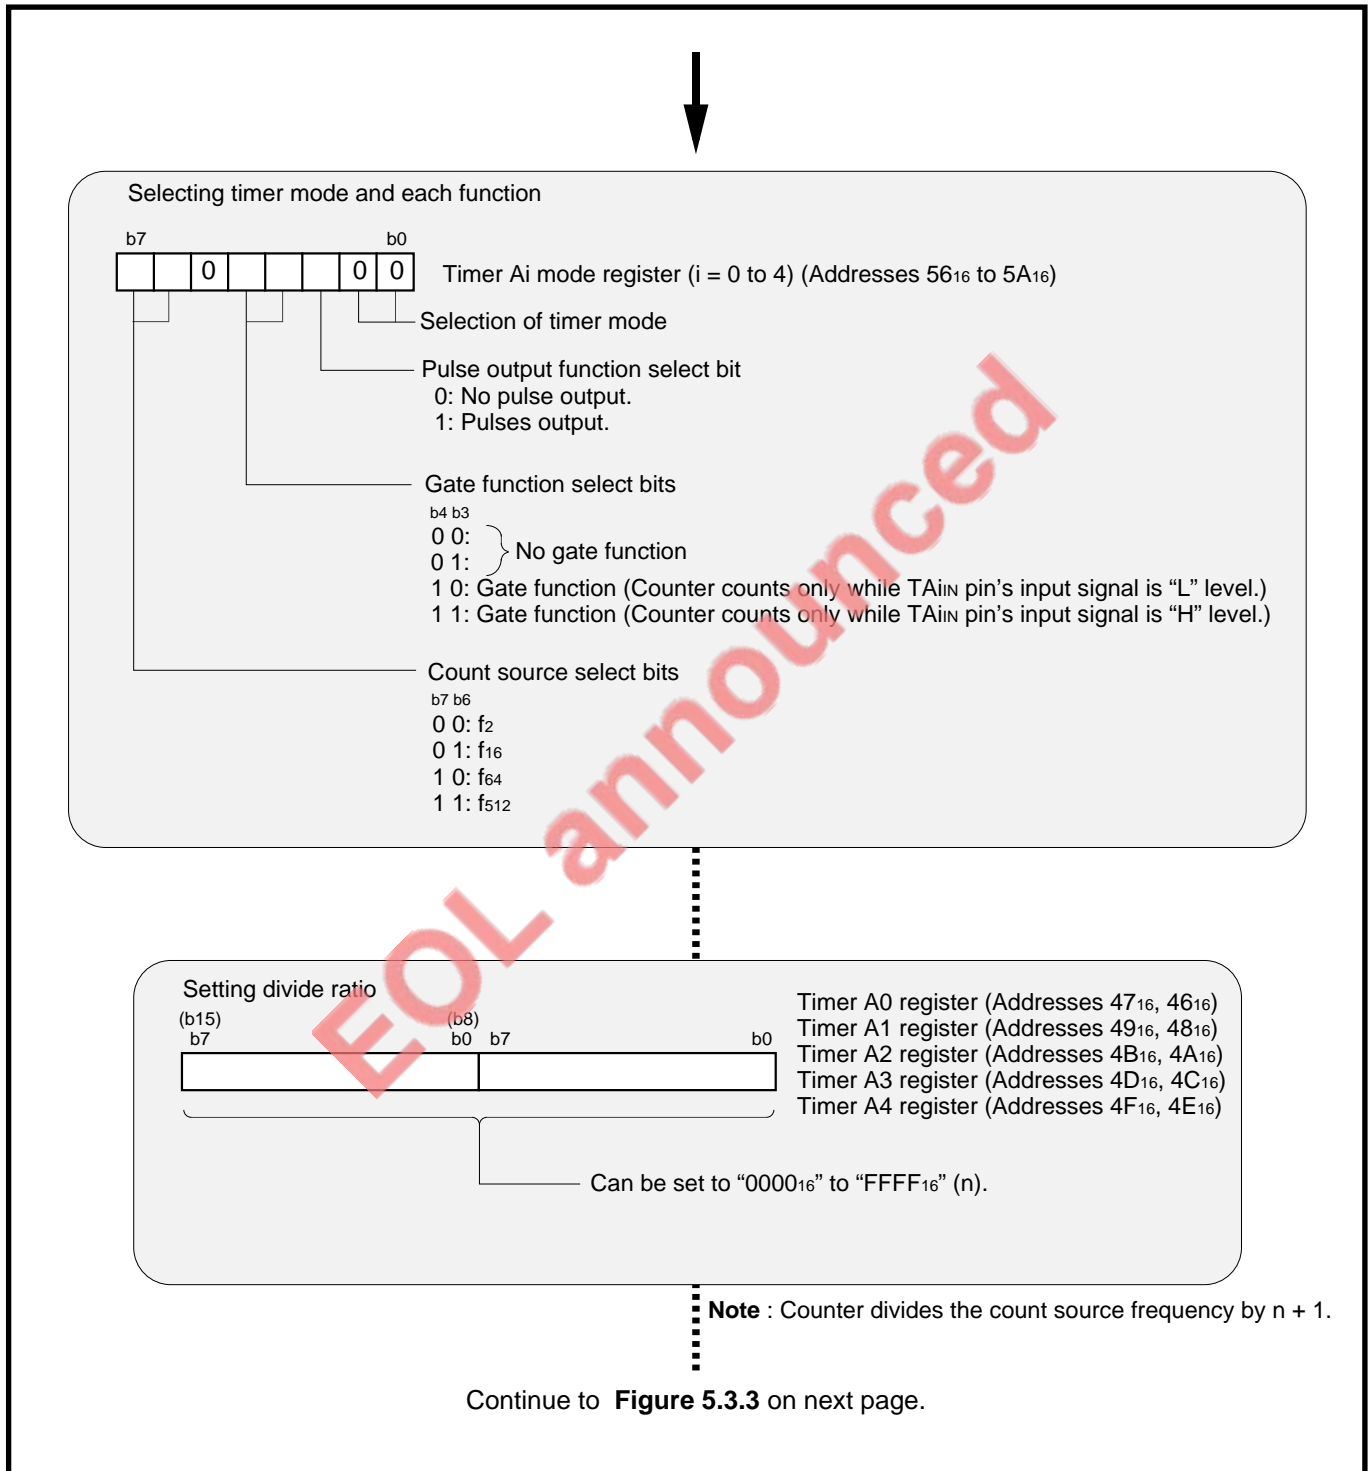 Selecting timer mode and each function
b7 b0
0 0 0
Timer Ai mode register (i = 0 to 4) (Addresses 5616 to 5A16)
Selection of timer mode
Pulse output function select bit
0: No pulse output.
1: Pulses output.
Gate function select bits
b4 b3
0 0:
0 1:
No gate function
1 0: Gate function (Counter counts only while TAiIN pin’s input signal is “L” level.)
1 1: Gate function (Counter counts only while TAiIN pin’s input signal is “H” level.)
Count source select bits
b7 b6
0 0: f2
0 1: f16
1 0: f64
1 1: f512
EOL announced
Setting divide ratio
(b15) (b8)
b7 b0 b7 b0
Timer A0 register (Addresses 4716, 4616)
Timer A1 register (Addresses 4916, 4816)
Timer A2 register (Addresses 4B16, 4A16)
Timer A3 register (Addresses 4D16, 4C16)
Timer A4 register (Addresses 4F16, 4E16)
Can be set to “000016” to “FFFF16” (n).
Note : Counter divides the count source frequency by n + 1.
Continue to Figure 5.3.3 on next page.